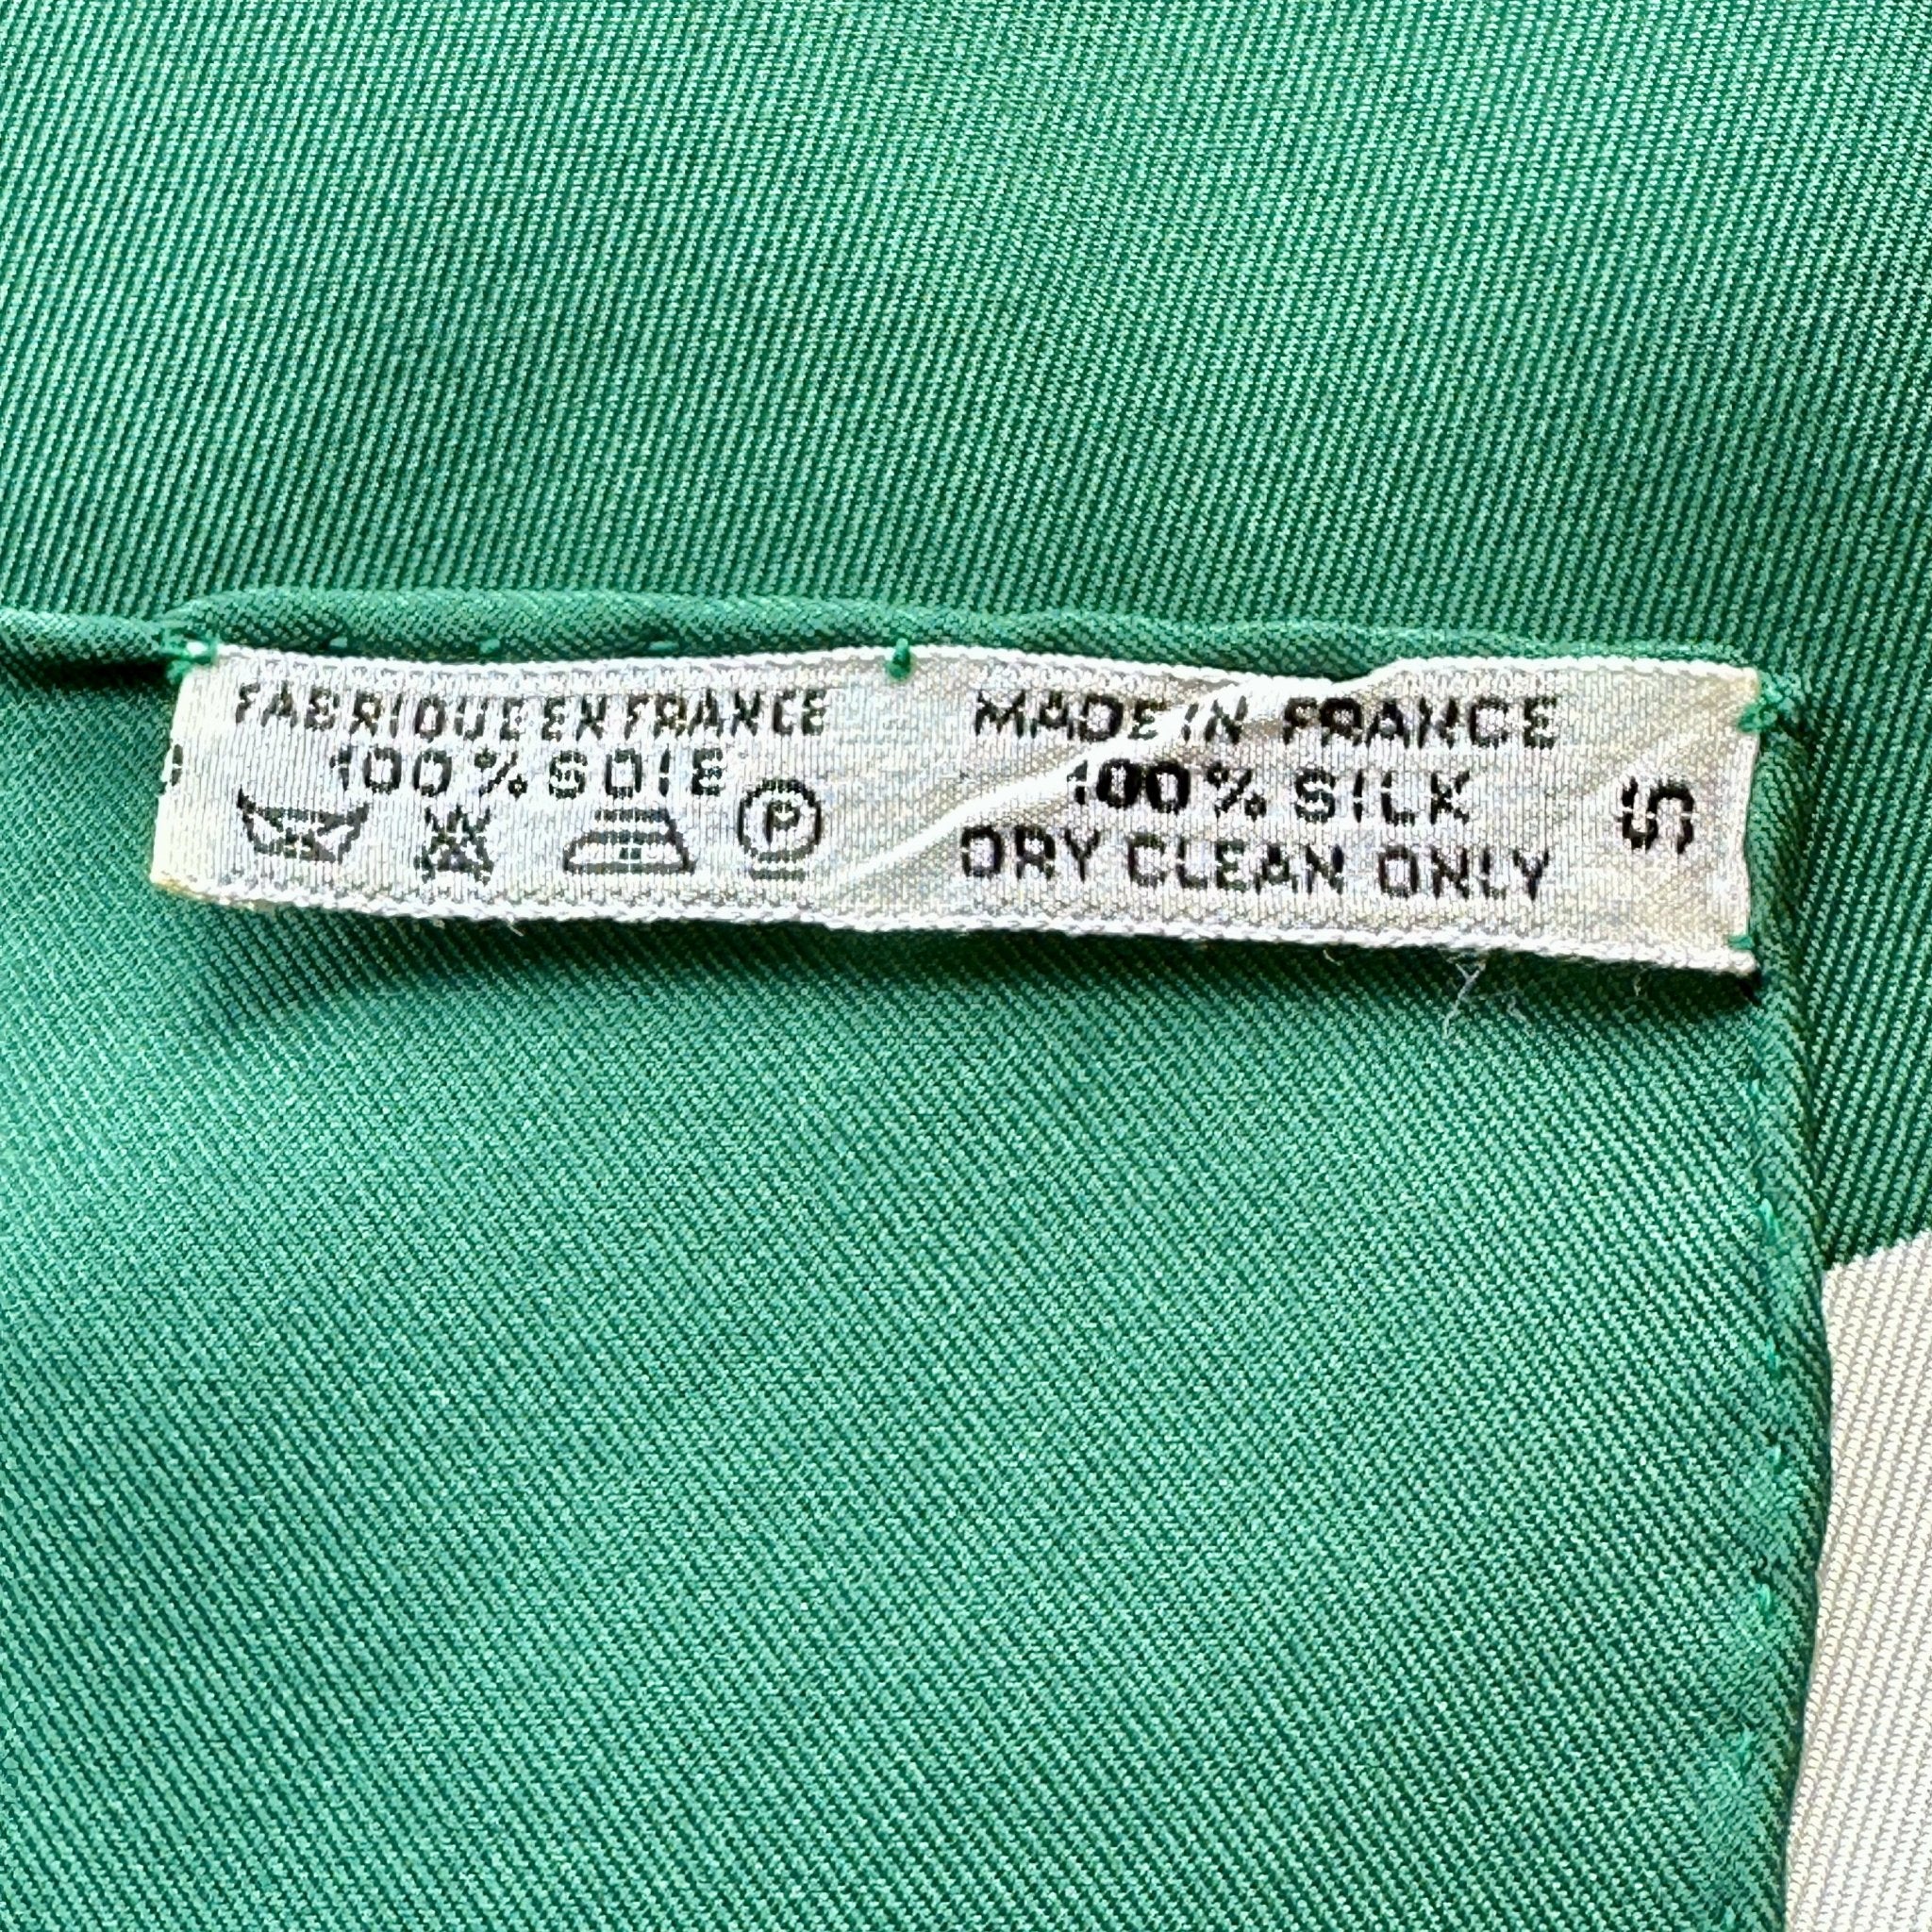 FABRIQUE EN FRANCE
100% SOIE
P
MADE IN FRANCE
100% SILK
DRY CLEAN ONLY